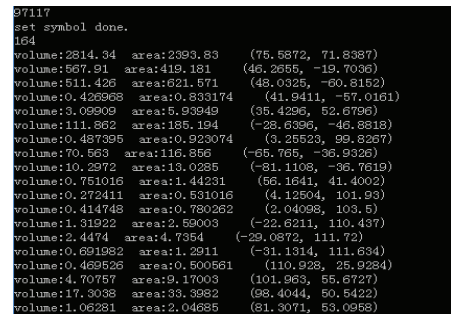 97117
set symbol done.
164
volume:2814.34 area:2393.83 (75.5872, 71.8387)
volume:567.91 area:419.181 (46.2655, -19.7036)
volume:511.426 area:621.571 (48.0325, -60.8152)
volume:0.426968 area:0.833174 (41.9411, -57.0161)
volume:3.09909 area:5.93949 (35.4296, 52.6796)
volume:111.862 area:185.194 (-28.6396, -46.8818)
volume:0.487395 area:0.923074 (3.25523, 99.8267)
volume:70.563 area:116.856 (-65.765, -36.9326)
volume:10.2972 area:13.0285 (-81.1108, -36.7619)
volume:0.751016 area:1.44231 (56.1641, 41.4002)
volume:0.272411 area:0.531016 (4.12504, 101.93)
volume:0.414748 area:0.780262 (2.04098, 103.5)
volume:1.31922 area:2.59003 (-22.6211, 110.437)
volume:2.4474 area:4.7354 (-29.0872, 111.72)
volume:0.691982 area:1.2911 (-31.1314, 111.634)
volume:0.469526 area:0.500561 (110.928, 25.9284)
volume:4.70757 area:9.17003 (101.963, 55.6727)
volume:17.3038 area:33.3982 (98.4044, 50.5422)
volume:1.06281 area:2.04685 (81.3071, 53.0958)